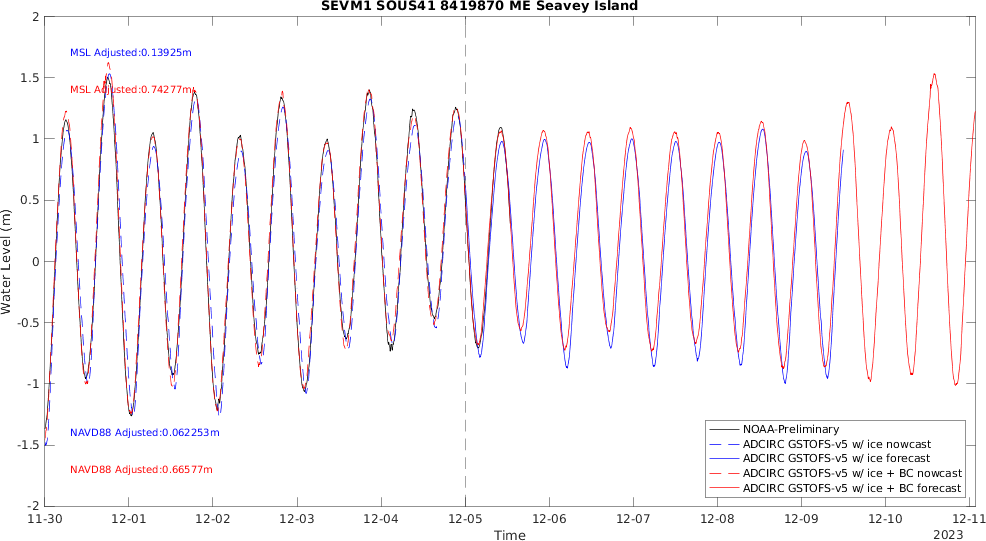 SEVM1 SOUS41 8419870 ME Seavey Island
2
1.5
1
0.5
0
-0.5
-1
-1.5
-2
Water Level (m)
MSL Adjusted:0.13925m
MSL Adjusted:0.74277m
NAVD88 Adjusted:0.062253m
NAVD88 Adjusted:0.66577m
NOAA-Preliminary
ADCIRC GSTOFS-v5 w/ ice nowcast
ADCIRC GSTOFS-v5 w/ ice forecast
ADCIRC GSTOFS-v5 w/ ice + BC nowcast
ADCIRC GSTOFS-v5 w/ ice + BC forecast
11-30 12-01 12-02 12-03 12-04 12-05 12-06 12-07 12-08 12-09 12-10 12-11
Time
2023